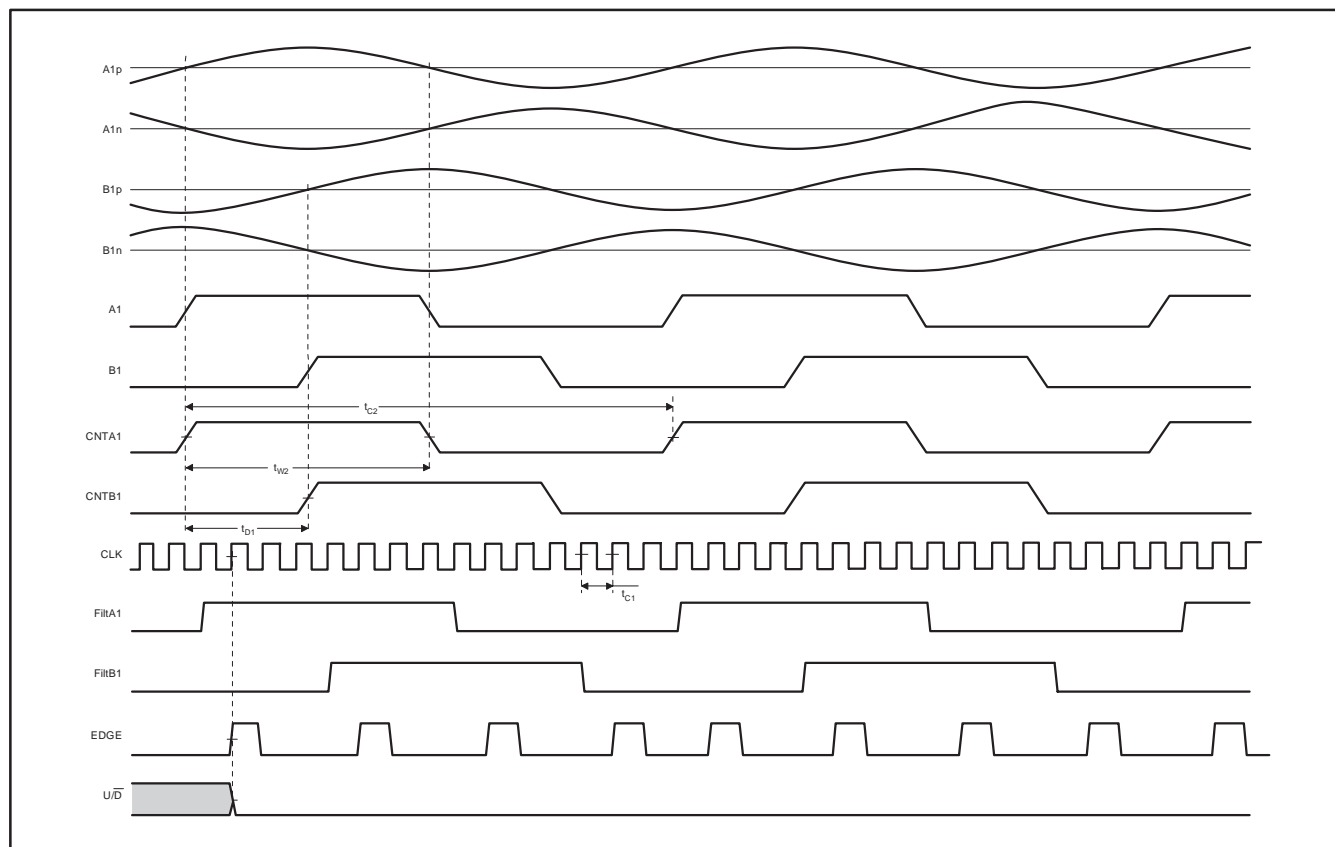 A1p
A1n
B1p
B1n
A1
B1
tC2
CNTA1
tW2
CNTB1
tD1
CLK
tC1
FiltA1
FiltB1
EDGE
U/D̅